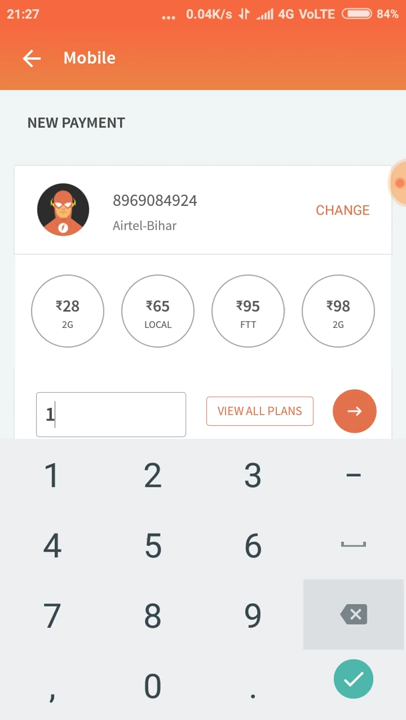 21:27 ... 0.04K/s 4G VoLTE 84%
Mobile
NEW PAYMENT
8969084924
Airtel-Bihar
CHANGE
₹28 ₹65 ₹95 ₹98
2G LOCAL FTT 2G
1 VIEW ALL PLANS
1 2 3 –
4 5 6
7 8 9
, 0 .